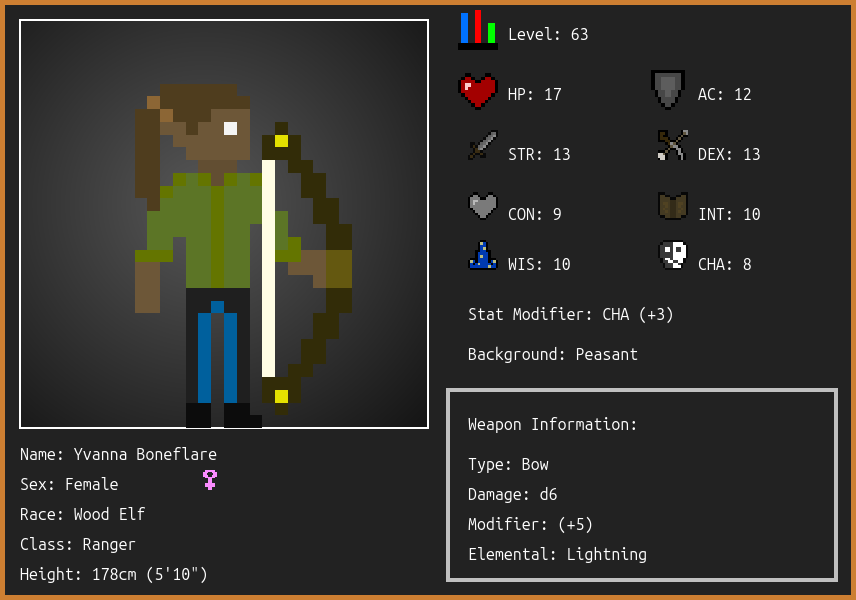 Level: 63
HP: 17
AC: 12
STR: 13
DEX: 13
CON: 9
INT: 10
WIS: 10
CHA: 8
Stat Modifier: CHA (+3)
Background: Peasant
Weapon Information:
Type: Bow
Damage: d6
Modifier: (+5)
Elemental: Lightning
Name: Yvanna Boneflare
Sex: Female
Race: Wood Elf
Class: Ranger
Height: 178cm (5'10")